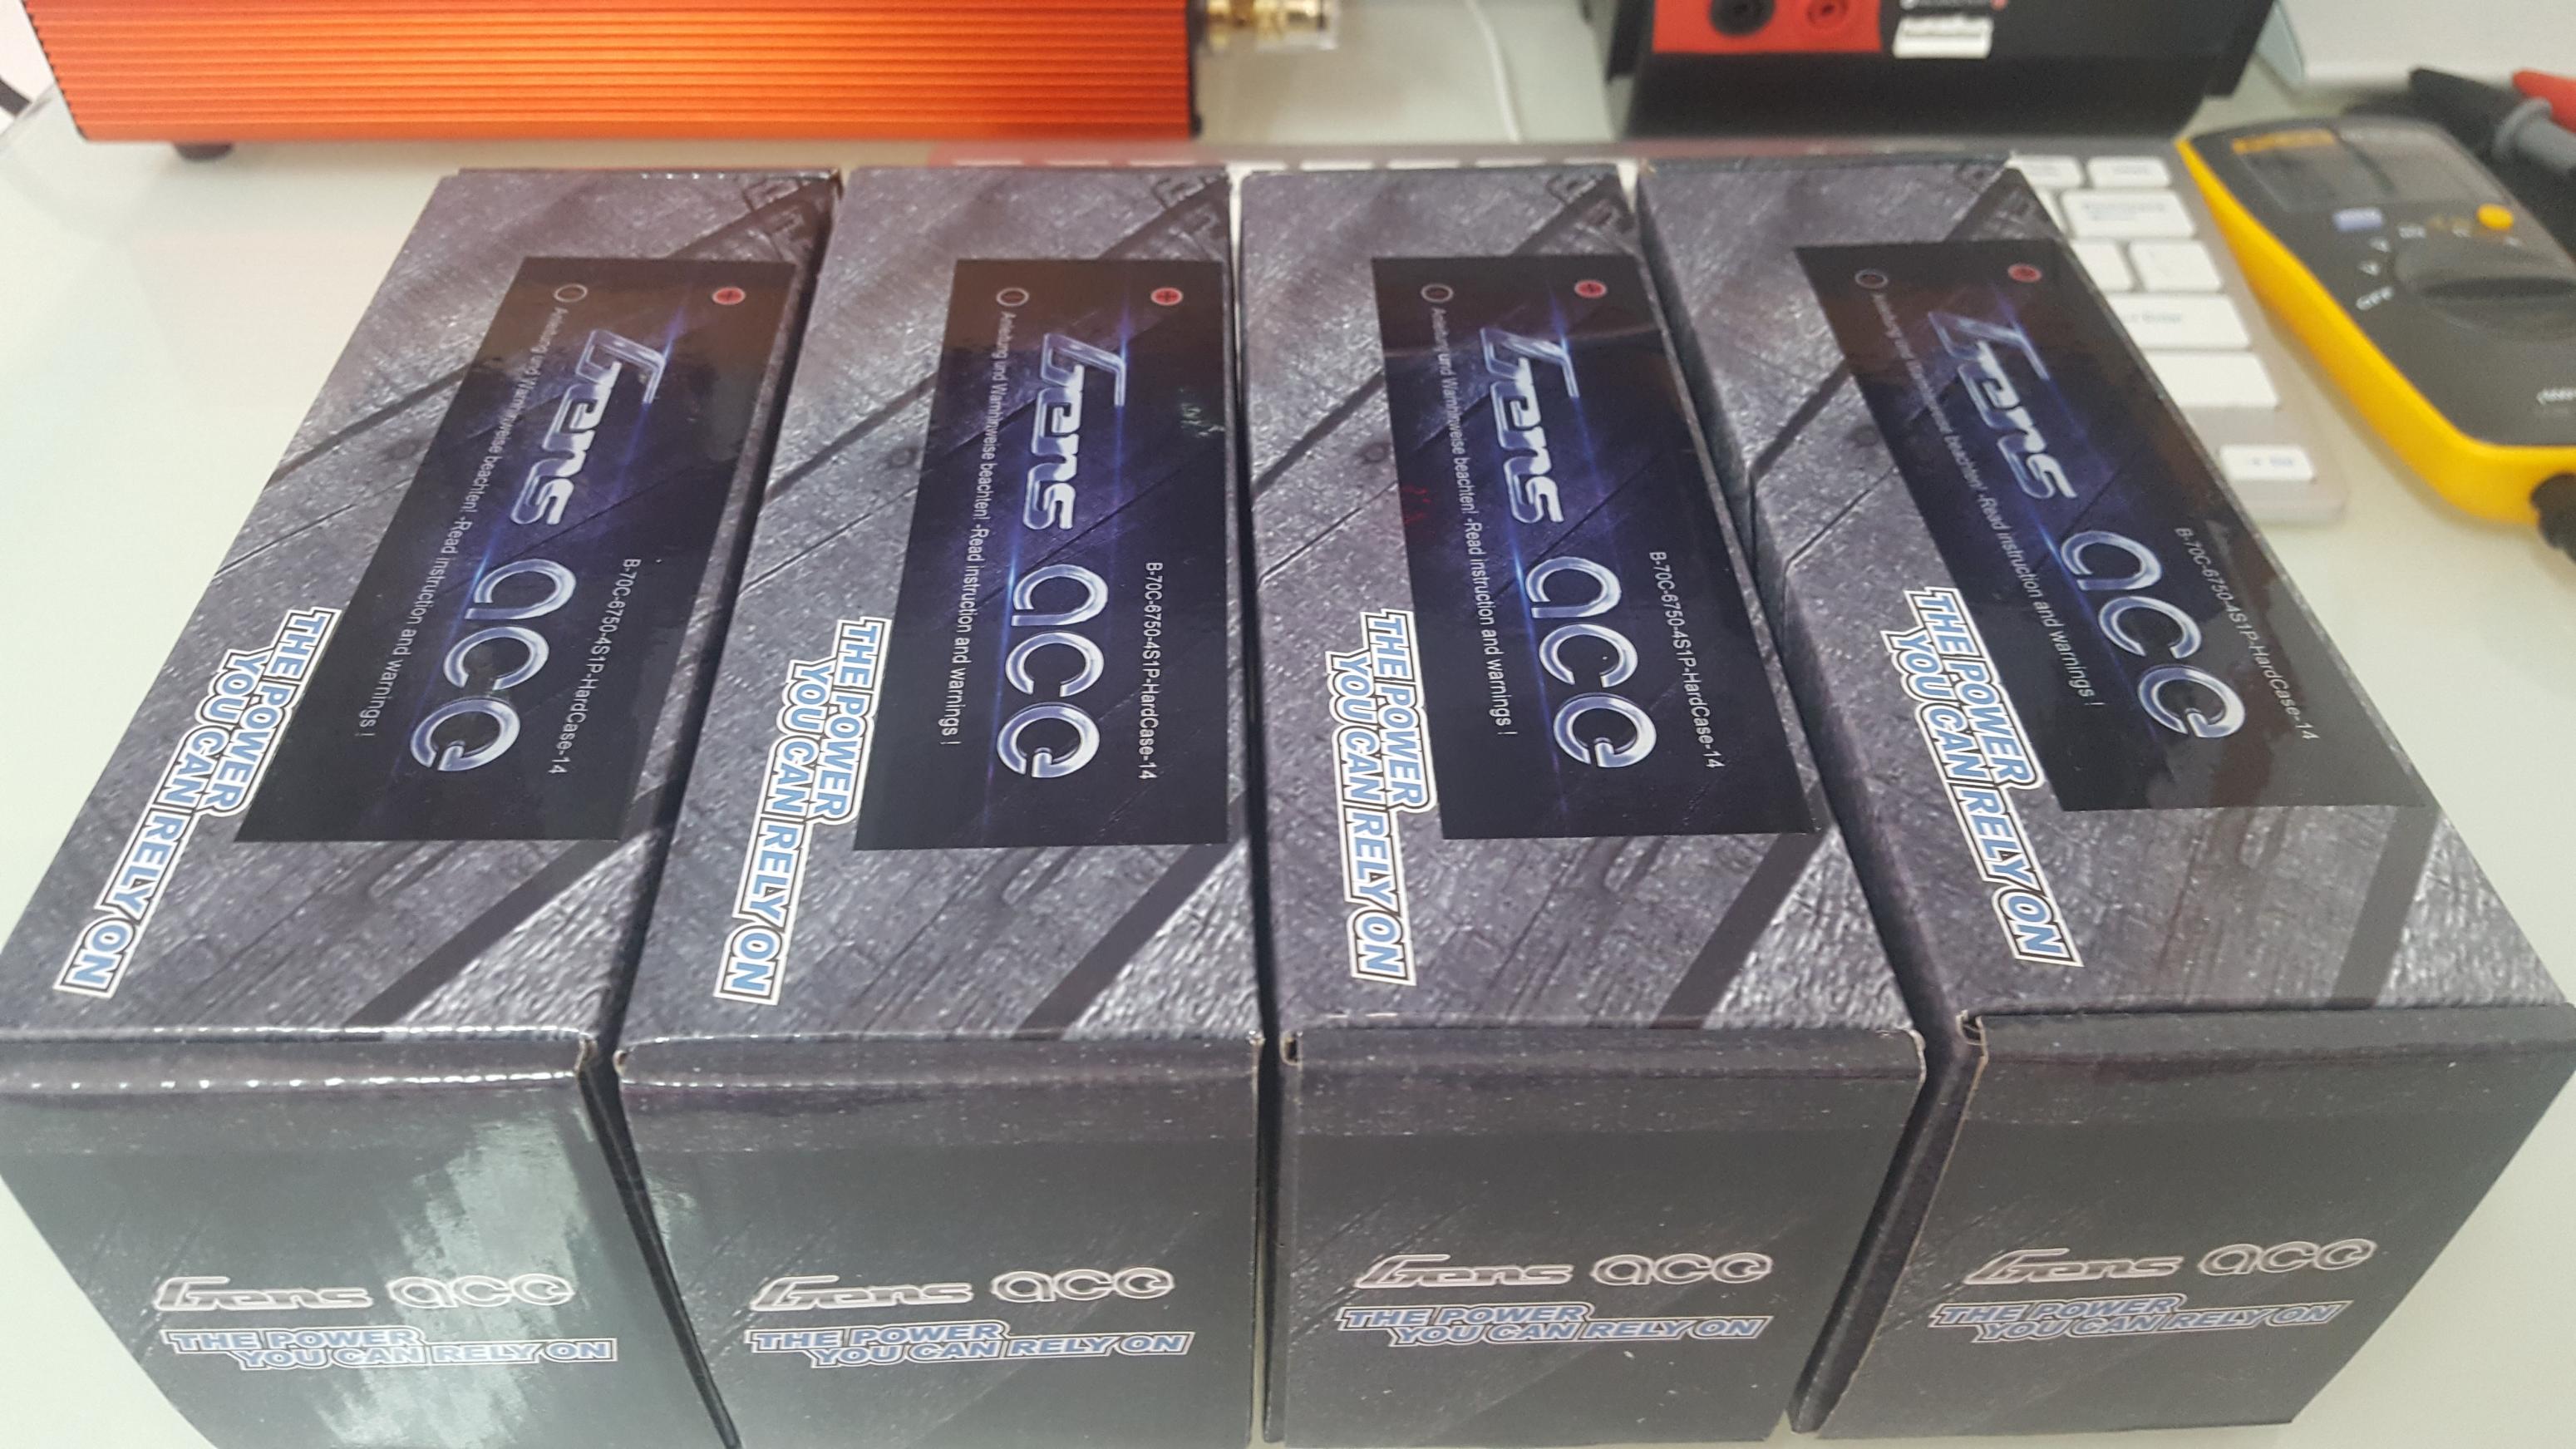 Gens ace
B-70C-6750-4S1P-HardCase-14
Anleitung und Warnhinweise beachten! -Read instruction and warnings !
THE POWER
YOU CAN RELY ON
Gens ace
B-70C-6750-4S1P-HardCase-14
Anleitung und Warnhinweise beachten! -Read instruction and warnings !
THE POWER
YOU CAN RELY ON
Gens ace
B-70C-6750-4S1P-HardCase-14
Anleitung und Warnhinweise beachten! -Read instruction and warnings !
THE POWER
YOU CAN RELY ON
Gens ace
B-70C-6750-4S1P-HardCase-14
Anleitung und Warnhinweise beachten! -Read instruction and warnings !
THE POWER
YOU CAN RELY ON
Gens ace
THE POWER
YOU CAN RELY ON
Gens ace
THE POWER
YOU CAN RELY ON
Gens ace
THE POWER
YOU CAN RELY ON
Gens ace
THE POWER
YOU CAN RELY ON
OFF